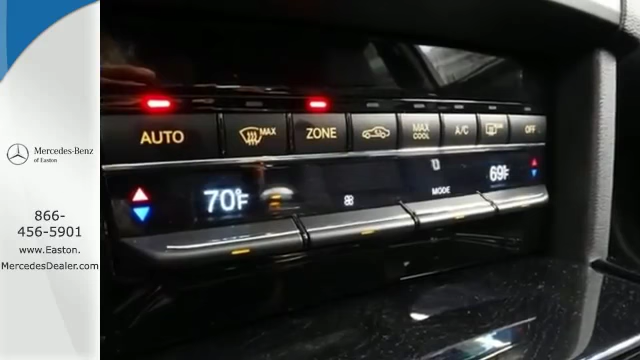 Mercedes-Benz
of Easton
866-
456-5901
www.Easton.
MercedesDealer.com
AUTO
MAX
ZONE
MAX
COOL
A/C
OFF
70°F
69°F
MODE